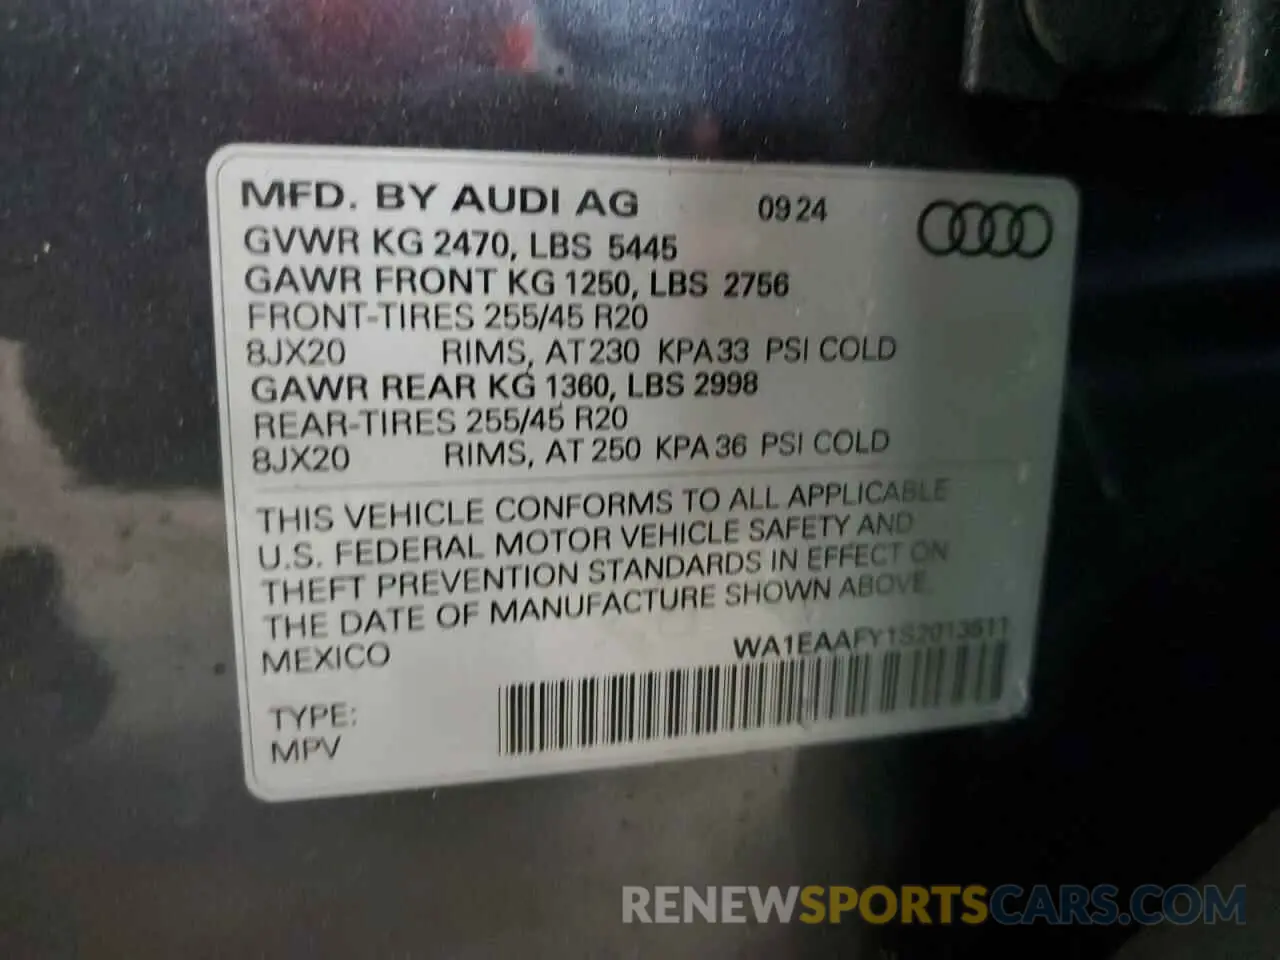 MFD. BY AUDI AG 09 24
GVWR KG 2470, LBS 5445
GAWR FRONT KG 1250, LBS 2756
FRONT-TIRES 255/45 R20
8JX20 RIMS, AT 230 KPA 33 PSI COLD
GAWR REAR KG 1360, LBS 2998
REAR-TIRES 255/45 R20
8JX20 RIMS, AT 250 KPA 36 PSI COLD
THIS VEHICLE CONFORMS TO ALL APPLICABLE
U.S. FEDERAL MOTOR VEHICLE SAFETY AND
THEFT PREVENTION STANDARDS IN EFFECT ON
THE DATE OF MANUFACTURE SHOWN ABOVE.
MEXICO
WA1EAAFY1S2013511
TYPE:
MPV
RENEWSPORTSCARS.COM